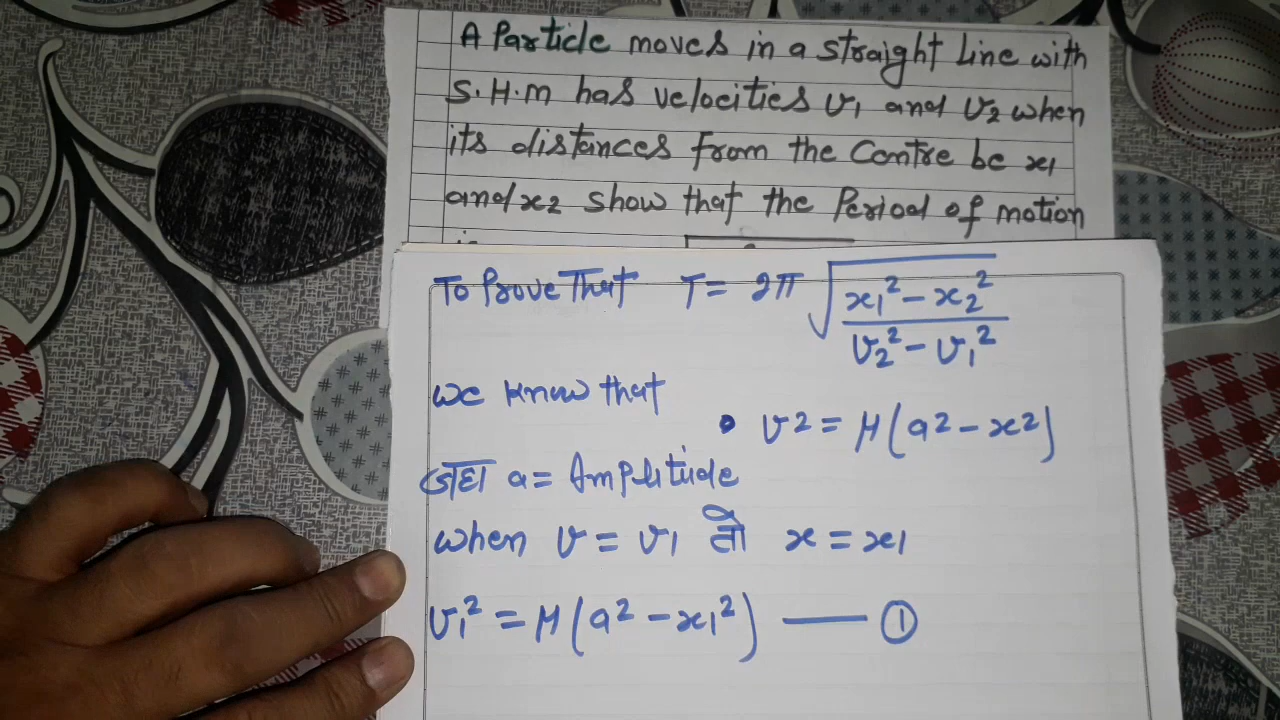 A Particle moves in a straight Line with
S.H.M has velocities v1 and v2 when
its distances from the Centre be x1
and x2 show that the Period of motion
To Prove That T = 2π √((x1² - x2²)/(v2² - v1²))
we know that
v2 = μ(a2 - x2)
जहा a = Amplitude
when v = v1 तो x = x1
v1² = μ(a² - x1²) —— ①